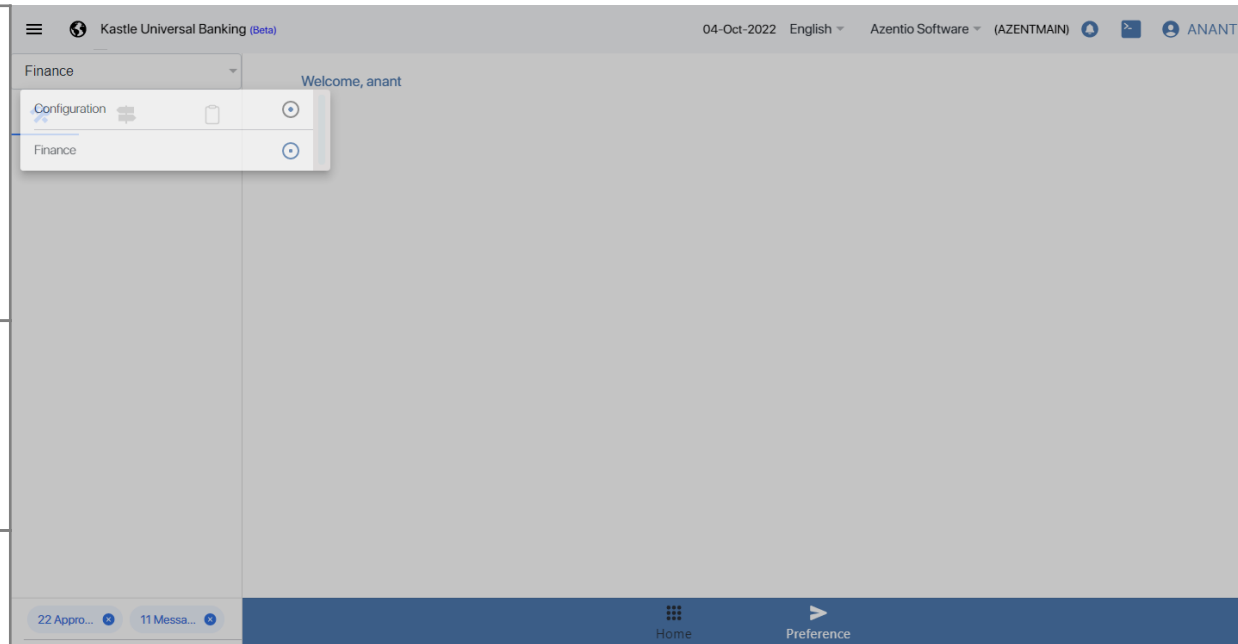 Kastle Universal Banking (Beta) 04-Oct-2022 English Azentio Software (AZENTMAIN) ANANT
Finance
Welcome, anant
Configuration
Finance
22 Appro... 11 Messa...
Home Preference